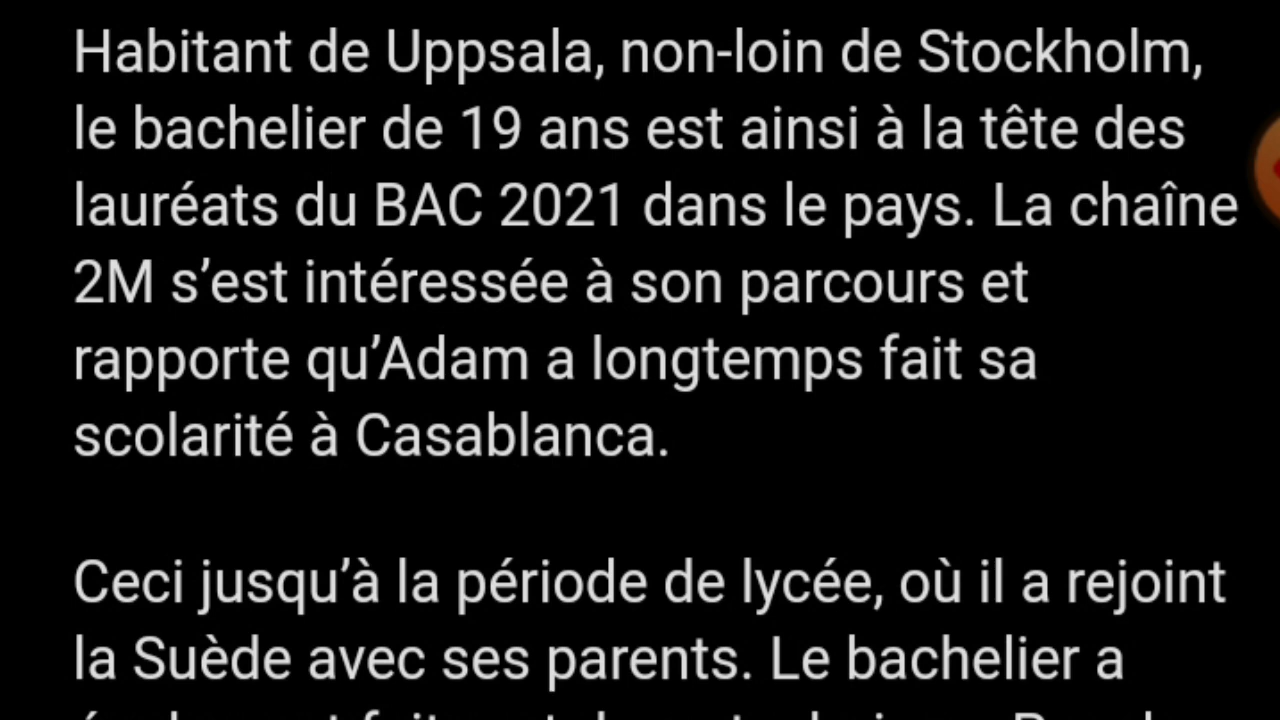 Habitant de Uppsala, non-loin de Stockholm,
le bachelier de 19 ans est ainsi à la tête des
lauréats du BAC 2021 dans le pays. La chaîne
2M s’est intéressée à son parcours et
rapporte qu’Adam a longtemps fait sa
scolarité à Casablanca.
Ceci jusqu’à la période de lycée, où il a rejoint
la Suède avec ses parents. Le bachelier a